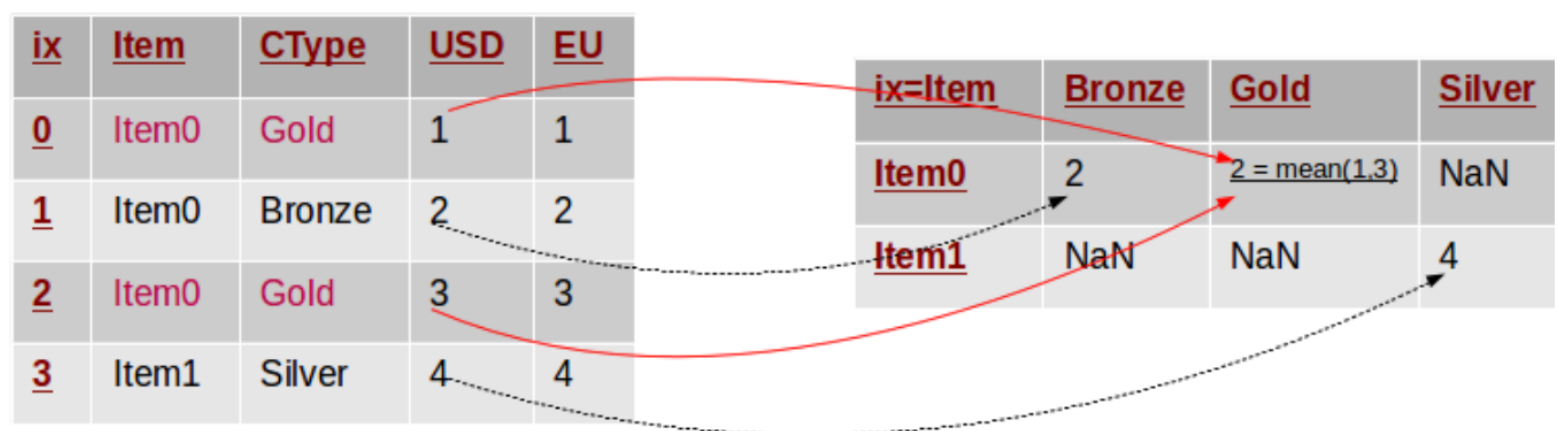 ix Item CType USD EU
0 Item0 Gold 1 1
1 Item0 Bronze 2 2
2 Item0 Gold 3 3
3 Item1 Silver 4 4
ix=Item Bronze Gold Silver
Item0 2 2 = mean(1,3) NaN
Item1 NaN NaN 4